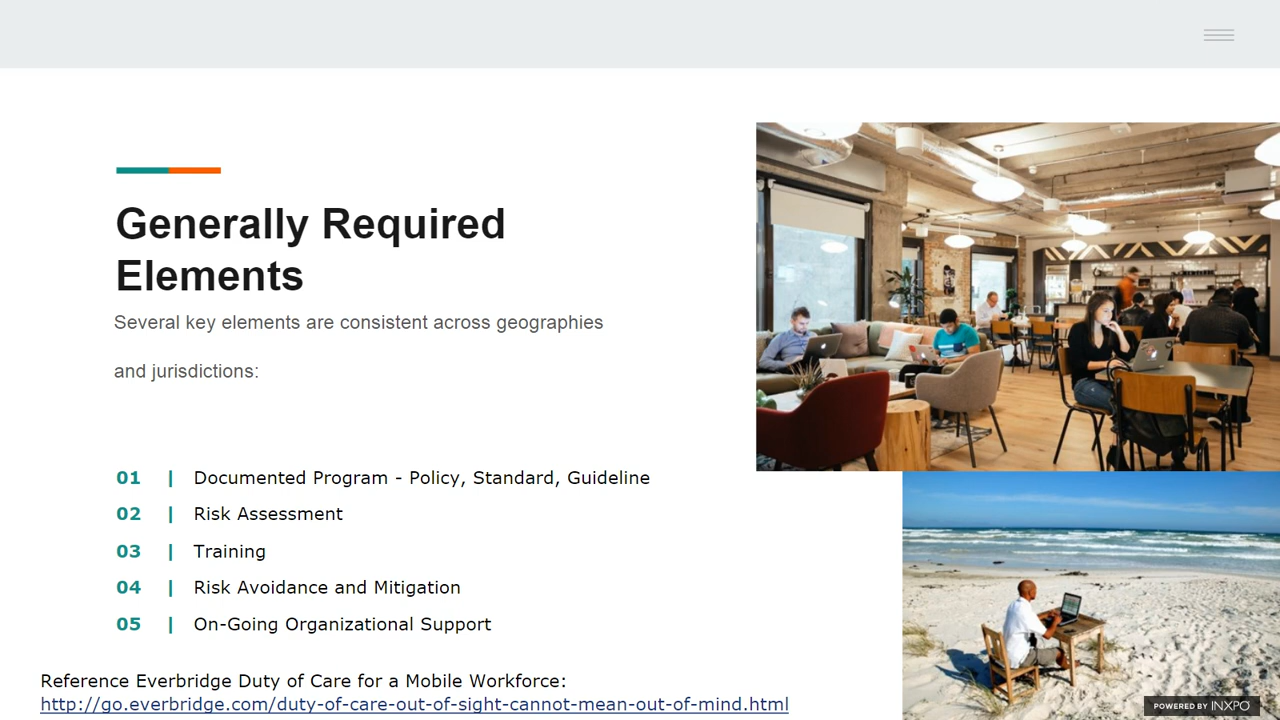 Generally Required
Elements
Several key elements are consistent across geographies
and jurisdictions:
01 | Documented Program - Policy, Standard, Guideline
02 | Risk Assessment
03 | Training
04 | Risk Avoidance and Mitigation
05 | On-Going Organizational Support
Reference Everbridge Duty of Care for a Mobile Workforce:
http://go.everbridge.com/duty-of-care-out-of-sight-cannot-mean-out-of-mind.html
POWERED BY INXPO